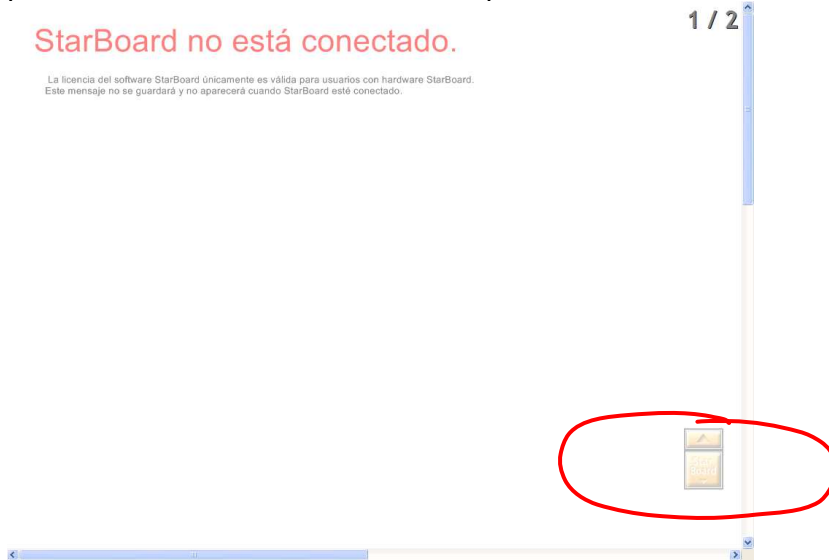 1 / 2
StarBoard no está conectado.
La licencia del software StarBoard únicamente es válida para usuarios con hardware StarBoard.
Este mensaje no se guardará y no aparecerá cuando StarBoard esté conectado.